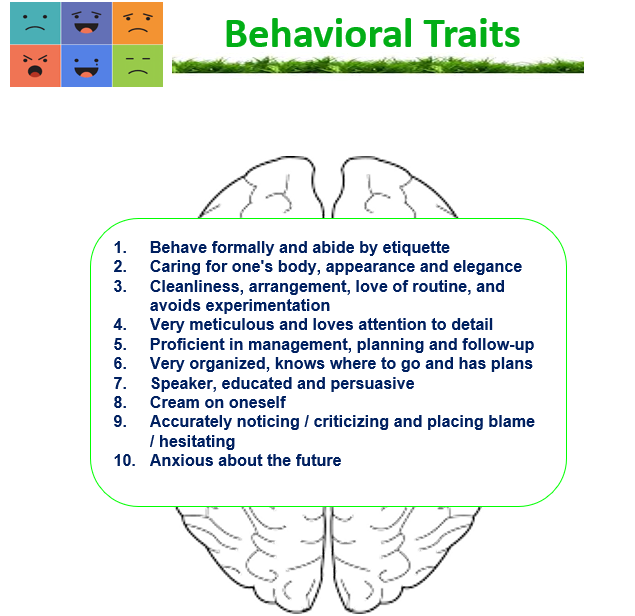 Behavioral Traits
1. Behave formally and abide by etiquette
2. Caring for one's body, appearance and elegance
3. Cleanliness, arrangement, love of routine, and
avoids experimentation
4. Very meticulous and loves attention to detail
5. Proficient in management, planning and follow-up
6. Very organized, knows where to go and has plans
7. Speaker, educated and persuasive
8. Cream on oneself
9. Accurately noticing / criticizing and placing blame
/ hesitating
10. Anxious about the future